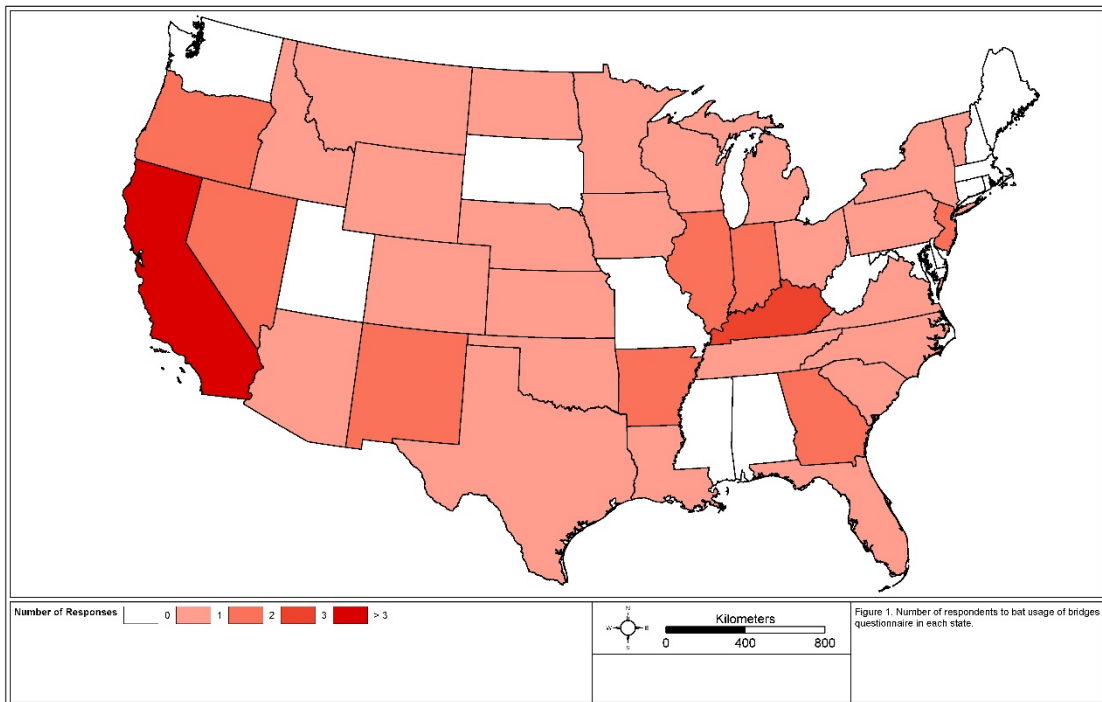 Number of Responses 0 1 2 3 > 3
N
W E
S
Kilometers
0 400 800
Figure 1. Number of respondents to bat usage of bridges
questionnaire in each state.